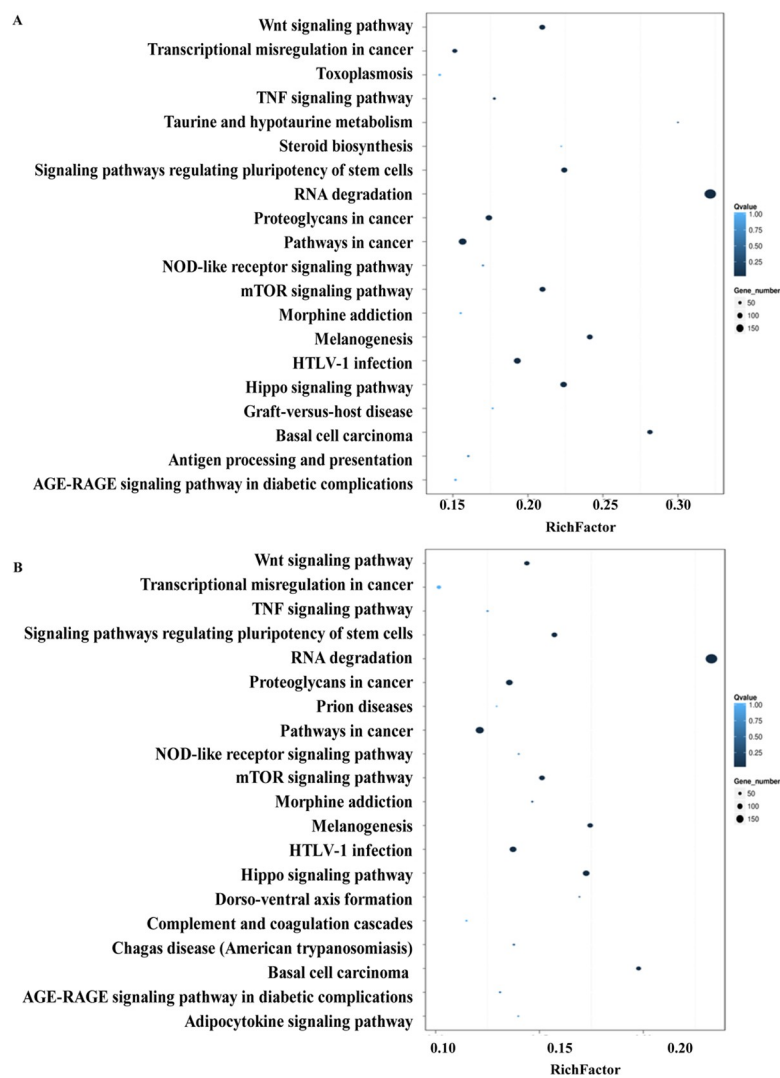 A
Wnt signaling pathway
Transcriptional misregulation in cancer
Toxoplasmosis
TNF signaling pathway
Taurine and hypotaurine metabolism
Steroid biosynthesis
Signaling pathways regulating pluripotency of stem cells
RNA degradation
Proteoglycans in cancer
Pathways in cancer
NOD-like receptor signaling pathway
mTOR signaling pathway
Morphine addiction
Melanogenesis
HTLV-1 infection
Hippo signaling pathway
Graft-versus-host disease
Basal cell carcinoma
Antigen processing and presentation
AGE-RAGE signaling pathway in diabetic complications
0.15 0.20 0.25 0.30
RichFactor
Qvalue
1.00
0.75
0.50
0.25
Gene_number
50
100
150
B
Wnt signaling pathway
Transcriptional misregulation in cancer
TNF signaling pathway
Signaling pathways regulating pluripotency of stem cells
RNA degradation
Proteoglycans in cancer
Prion diseases
Pathways in cancer
NOD-like receptor signaling pathway
mTOR signaling pathway
Morphine addiction
Melanogenesis
HTLV-1 infection
Hippo signaling pathway
Dorso-ventral axis formation
Complement and coagulation cascades
Chagas disease (American trypanosomiasis)
Basal cell carcinoma
AGE-RAGE signaling pathway in diabetic complications
Adipocytokine signaling pathway
0.10 0.15 0.20
RichFactor
Qvalue
1.00
0.75
0.50
0.25
Gene_number
50
100
150